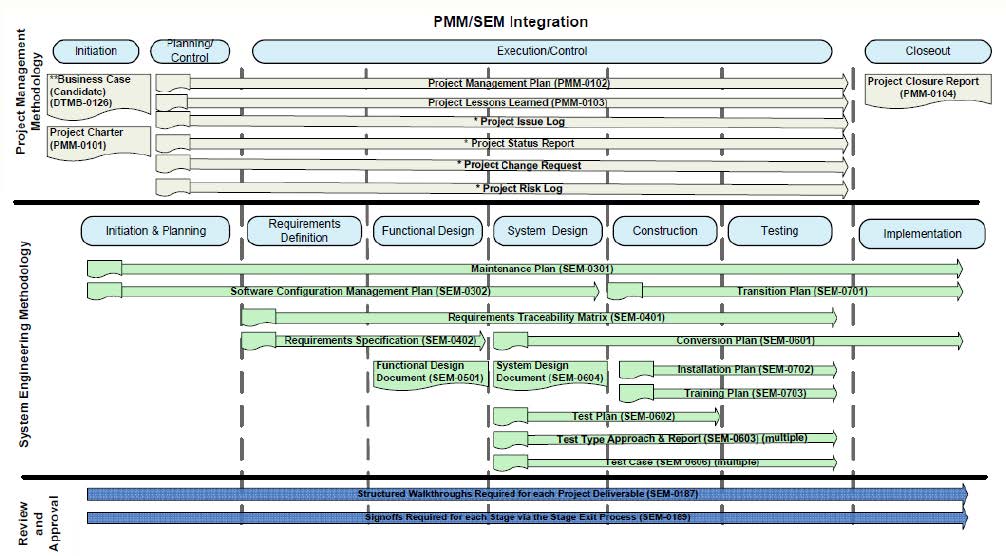 PMM/SEM Integration
Project Management
Methodology
Initiation
Planning/
Control
Execution/Control
Closeout
**Business Case
(Candidate)
(DTMB-0126)
Project Charter
(PMM-0101)
Project Management Plan (PMM-0102)
Project Lessons Learned (PMM-0103)
* Project Issue Log
* Project Status Report
* Project Change Request
* Project Risk Log
Project Closure Report
(PMM-0104)
System Engineering Methodology
Initiation & Planning
Requirements
Definition
Functional Design
System Design
Construction
Testing
Implementation
Maintenance Plan (SEM-0301)
Software Configuration Management Plan (SEM-0302)
Transition Plan (SEM-0701)
Requirements Traceability Matrix (SEM-0401)
Requirements Specification (SEM-0402)
Conversion Plan (SEM-0601)
Functional Design
Document (SEM-0501)
System Design
Document (SEM-0604)
Installation Plan (SEM-0702)
Training Plan (SEM-0703)
Test Plan (SEM-0602)
Test Type Approach & Report (SEM-0603) (multiple)
Test Case (SEM 0606) (multiple)
Review
and
Approval
Structured Walkthroughs Required for each Project Deliverable (SEM-0187)
Signoffs Required for each Stage via the Stage Exit Process (SEM-0189)